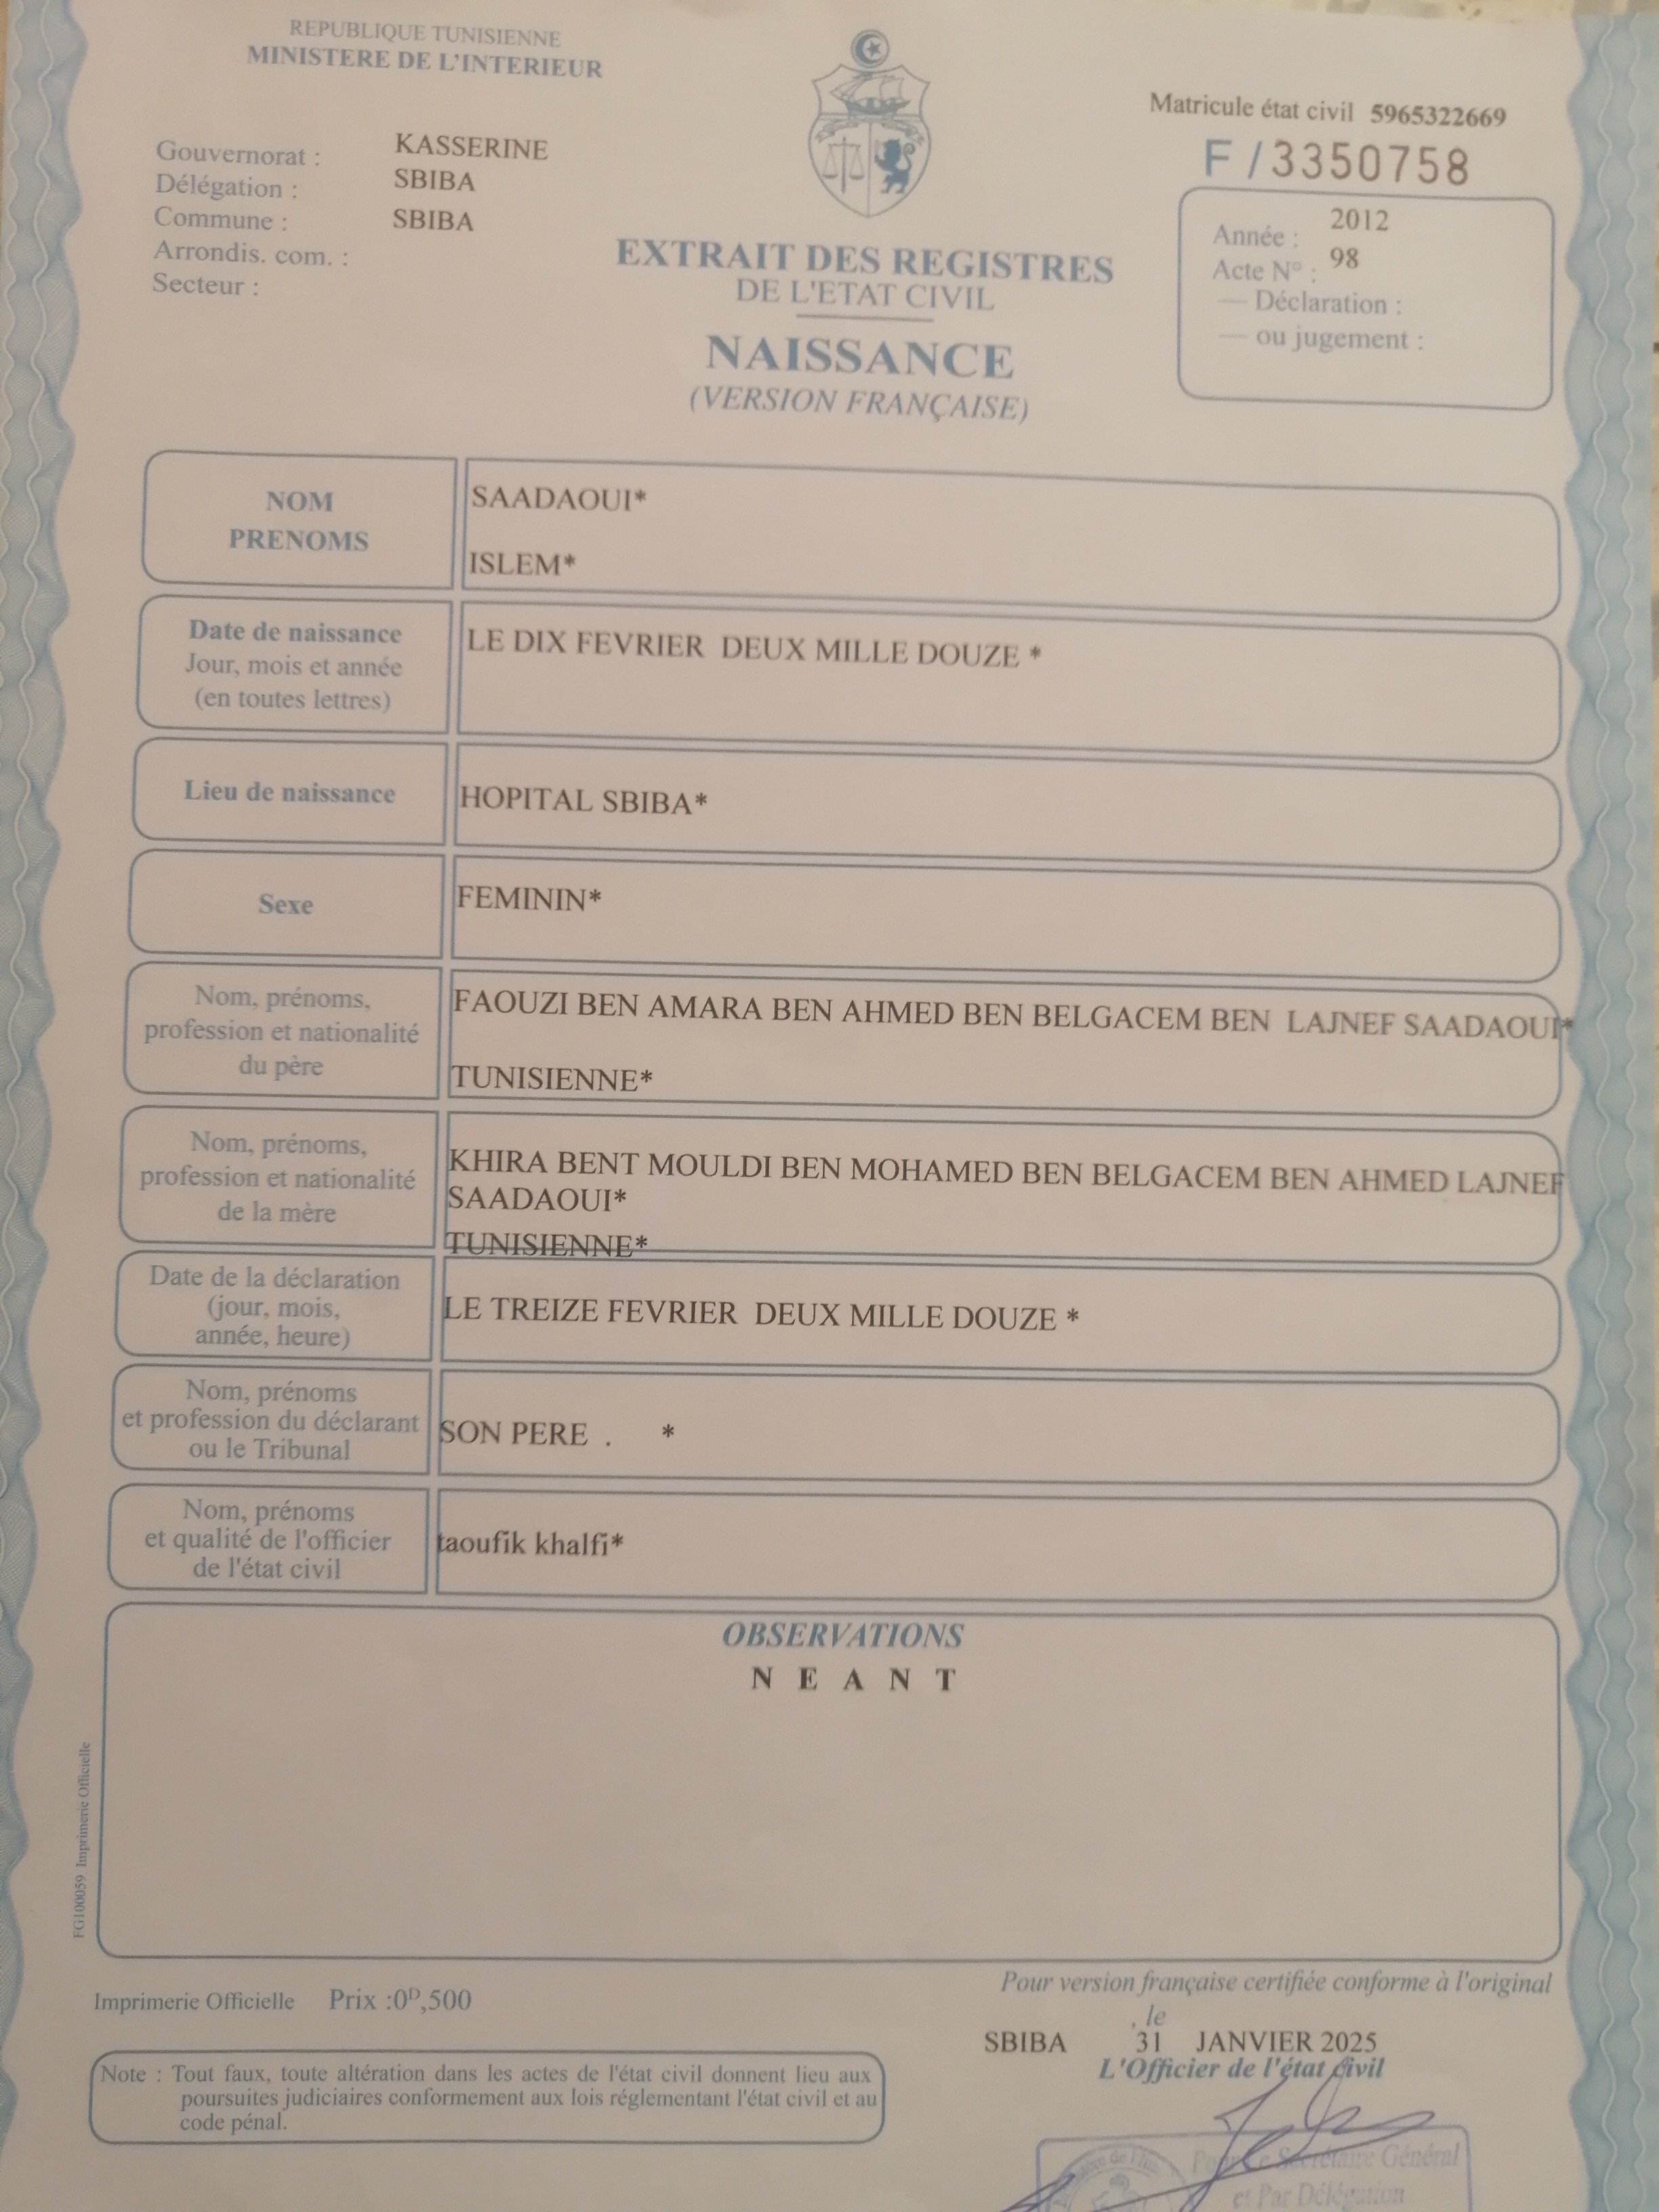 REPUBLIQUE TUNISIENNE
MINISTERE DE L'INTERIEUR
Gouvernorat : KASSERINE
Délégation : SBIBA
Commune : SBIBA
Arrondis. com. :
Secteur :
Matricule état civil 5965322669
F / 3350758
Année : 2012
Acte N° : 98
— Déclaration :
— ou jugement :
EXTRAIT DES REGISTRES
DE L'ETAT CIVIL
NAISSANCE
(VERSION FRANÇAISE)
NOM
PRENOMS
SAADAOUI*
ISLEM*
Date de naissance
Jour, mois et année
(en toutes lettres)
LE DIX FEVRIER DEUX MILLE DOUZE *
Lieu de naissance
HOPITAL SBIBA*
Sexe
FEMININ*
Nom, prénoms,
profession et nationalité
du père
FAOUZI BEN AMARA BEN AHMED BEN BELGACEM BEN LAJNEF SAADAOUI*
TUNISIENNE*
Nom, prénoms,
profession et nationalité
de la mère
KHIRA BENT MOULDI BEN MOHAMED BEN BELGACEM BEN AHMED LAJNEF
SAADAOUI*
TUNISIENNE*
Date de la déclaration
(jour, mois,
année, heure)
LE TREIZE FEVRIER DEUX MILLE DOUZE *
Nom, prénoms
et profession du déclarant
ou le Tribunal
SON PERE . *
Nom, prénoms
et qualité de l'officier
de l'état civil
taoufik khalfi*
OBSERVATIONS
N E A N T
FG100059 Imprimerie Officielle
Imprimerie Officielle Prix :0ᴰ,500
Note : Tout faux, toute altération dans les actes de l'état civil donnent lieu aux
poursuites judiciaires conformement aux lois réglementant l'état civil et au
code pénal.
Pour version française certifiée conforme à l'original
, le
SBIBA 31 JANVIER 2025
L'Officier de l'état Civil
Pour Le Secrétaire Général
et Par Délégation